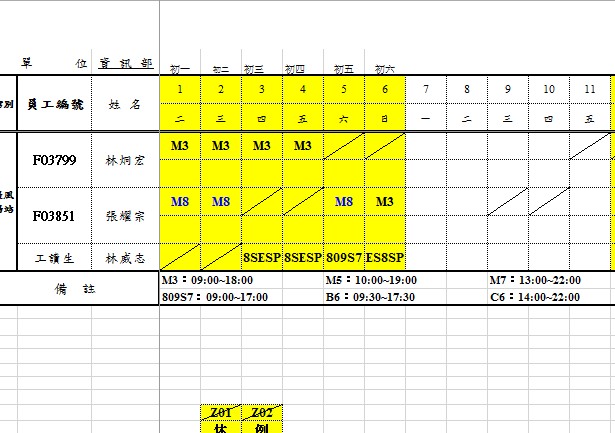 單 位 資訊部 初一 初二 初三 初四 初五 初六
員工編號 姓 名 1 2 3 4 5 6 7 8 9 10 11
二 三 四 五 六 日 一 二 三 四 五
F03799 林炯宏 M3 M3 M3 M3
F03851 張耀宗 M8 M8 M5 M3
工讀生 林威志 8SESP 8SESP 809S7 ES8SP
備 註 M3：09:00~18:00 M5：10:00~19:00 M7：13:00~22:00
809S7：09:00~17:00 B6：09:30~17:30 C6：14:00~22:00
Z01 Z02
休 例